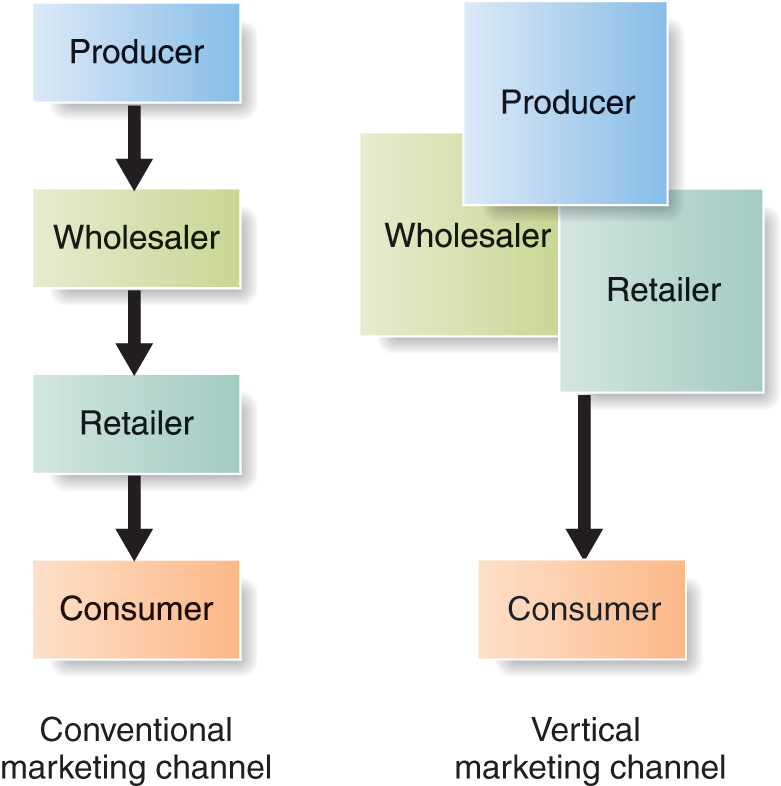 Producer
Wholesaler
Retailer
Consumer
Conventional
marketing channel
Producer
Wholesaler
Retailer
Consumer
Vertical
marketing channel